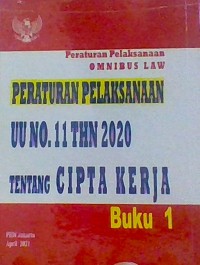 Peraturan Pelaksanaan
OMNIBUS LAW
PERATURAN PELAKSANAAN
UU NO. 11 THN 2020
TENTANG CIPTA KERJA
Buku 1
April 2021